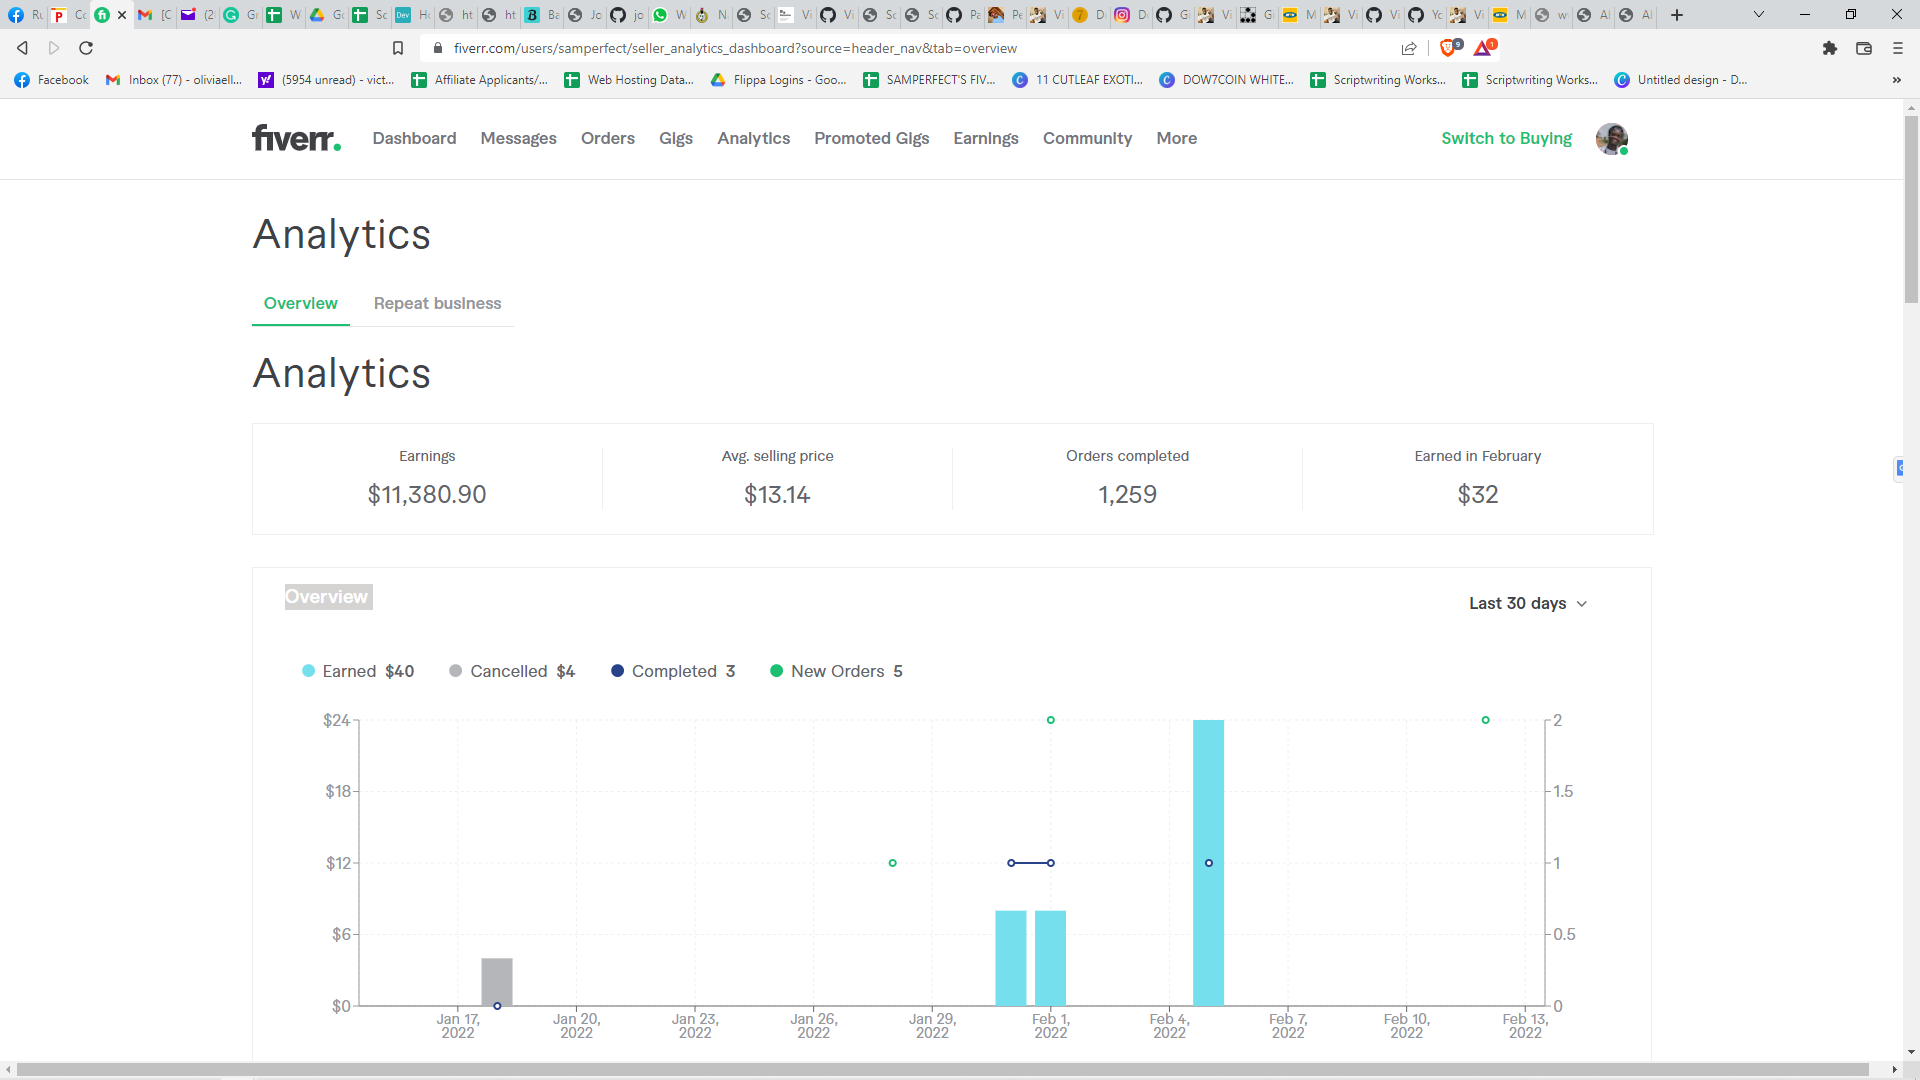 fiverr.com/users/samperfect/seller_analytics_dashboard?source=header_nav&tab=overview
9
1
Facebook Inbox (77) - oliviaell... (5954 unread) - vict... Affiliate Applicants/... Web Hosting Data... Flippa Logins - Goo... SAMPERFECT'S FIV... 11 CUTLEAF EXOTI... DOW7COIN WHITE... Scriptwriting Works... Scriptwriting Works... Untitled design - D... »
fiverr. Dashboard Messages Orders Gigs Analytics Promoted Gigs Earnings Community More Switch to Buying
Analytics
Overview Repeat business
Analytics
Earnings Avg. selling price Orders completed Earned in February
$11,380.90 $13.14 1,259 $32
Overview
Last 30 days
Earned $40 Cancelled $4 Completed 3 New Orders 5
$24 2
$18 1.5
$12 1
$6 0.5
$0 0
Jan 17, Jan 20, Jan 23, Jan 26, Jan 29, Feb 1, Feb 4, Feb 7, Feb 10, Feb 13,
2022 2022 2022 2022 2022 2022 2022 2022 2022 2022